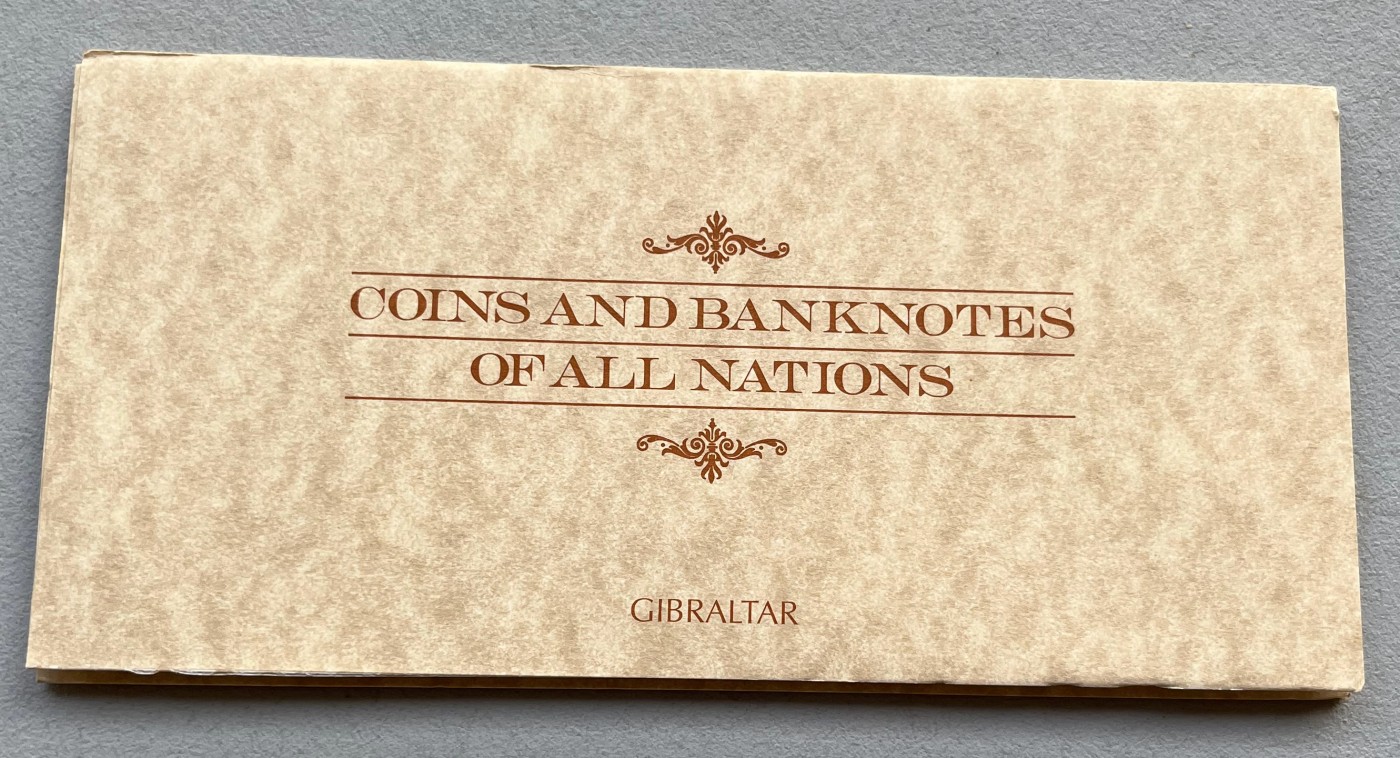 COINS AND BANKNOTES
OF ALL NATIONS
GIBRALTAR